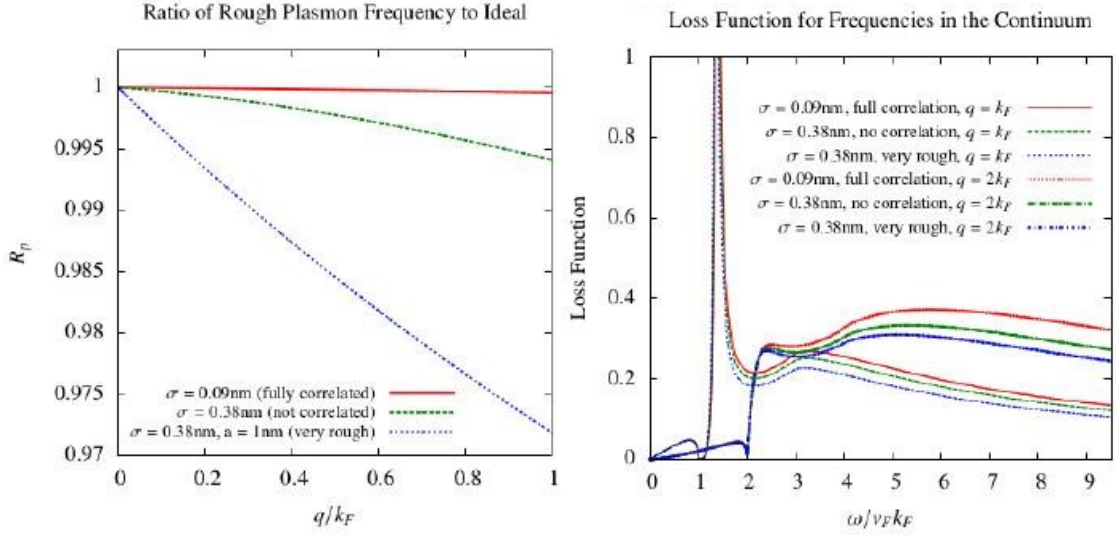 Ratio of Rough Plasmon Frequency to Ideal
1
0.995
0.99
0.985
0.98
0.975
0.97
R_p
σ = 0.09nm (fully correlated)
σ = 0.38nm (not correlated)
σ = 0.38nm, a = 1nm (very rough)
0 0.2 0.4 0.6 0.8 1
q/k_F
Loss Function for Frequencies in the Continuum
1
0.8
0.6
0.4
0.2
0
Loss Function
σ = 0.09nm, full correlation, q = k_F
σ = 0.38nm, no correlation, q = k_F
σ = 0.38nm, very rough, q = k_F
σ = 0.09nm, full correlation, q = 2k_F
σ = 0.38nm, no correlation, q = 2k_F
σ = 0.38nm, very rough, q = 2k_F
0 1 2 3 4 5 6 7 8 9
ω/v_Fk_F